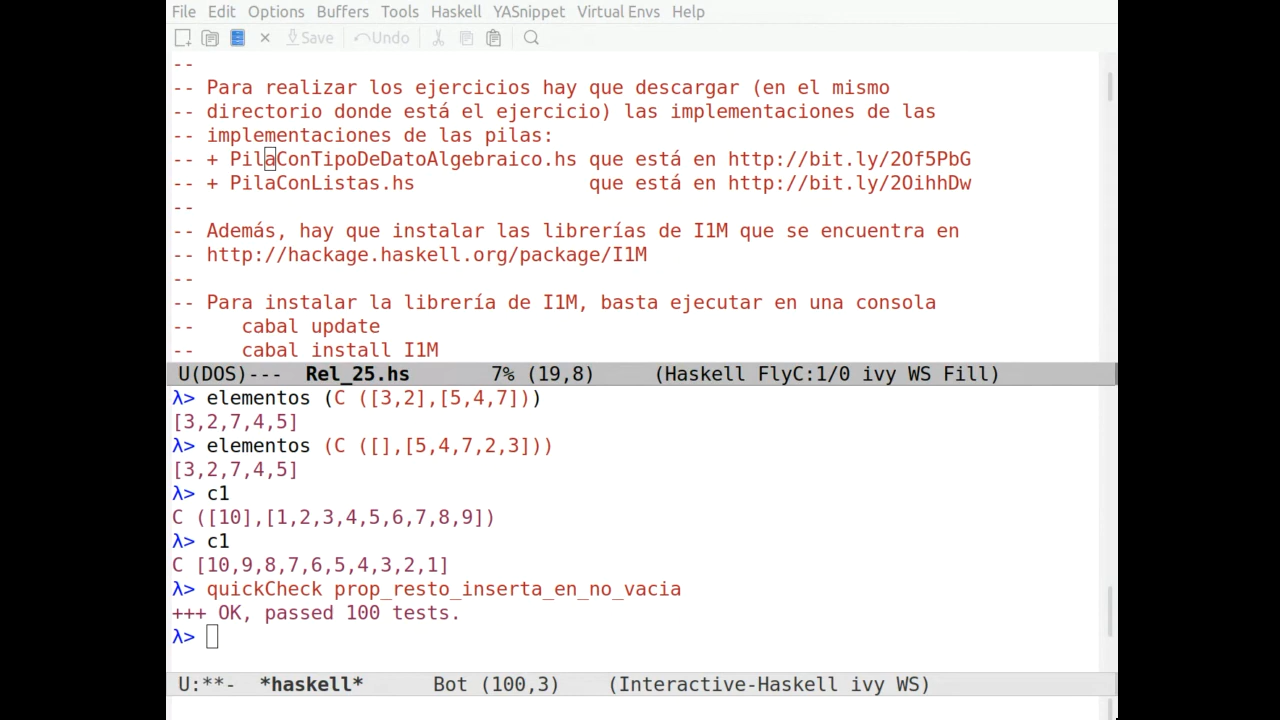 File Edit Options Buffers Tools Haskell YASnippet Virtual Envs Help
Save Undo
--
-- Para realizar los ejercicios hay que descargar (en el mismo
-- directorio donde está el ejercicio) las implementaciones de las
-- implementaciones de las pilas:
-- + PilaConTipoDeDatoAlgebraico.hs que está en http://bit.ly/2Of5PbG
-- + PilaConListas.hs que está en http://bit.ly/2OihhDw
--
-- Además, hay que instalar las librerías de I1M que se encuentra en
-- http://hackage.haskell.org/package/I1M
--
-- Para instalar la librería de I1M, basta ejecutar en una consola
-- cabal update
-- cabal install I1M
U(DOS)--- Rel_25.hs 7% (19,8) (Haskell FlyC:1/0 ivy WS Fill)
λ> elementos (C ([3,2],[5,4,7]))
[3,2,7,4,5]
λ> elementos (C ([],[5,4,7,2,3]))
[3,2,7,4,5]
λ> c1
C ([10],[1,2,3,4,5,6,7,8,9])
λ> c1
C [10,9,8,7,6,5,4,3,2,1]
λ> quickCheck prop_resto_inserta_en_no_vacia
+++ OK, passed 100 tests.
λ>
U:**- *haskell* Bot (100,3) (Interactive-Haskell ivy WS)